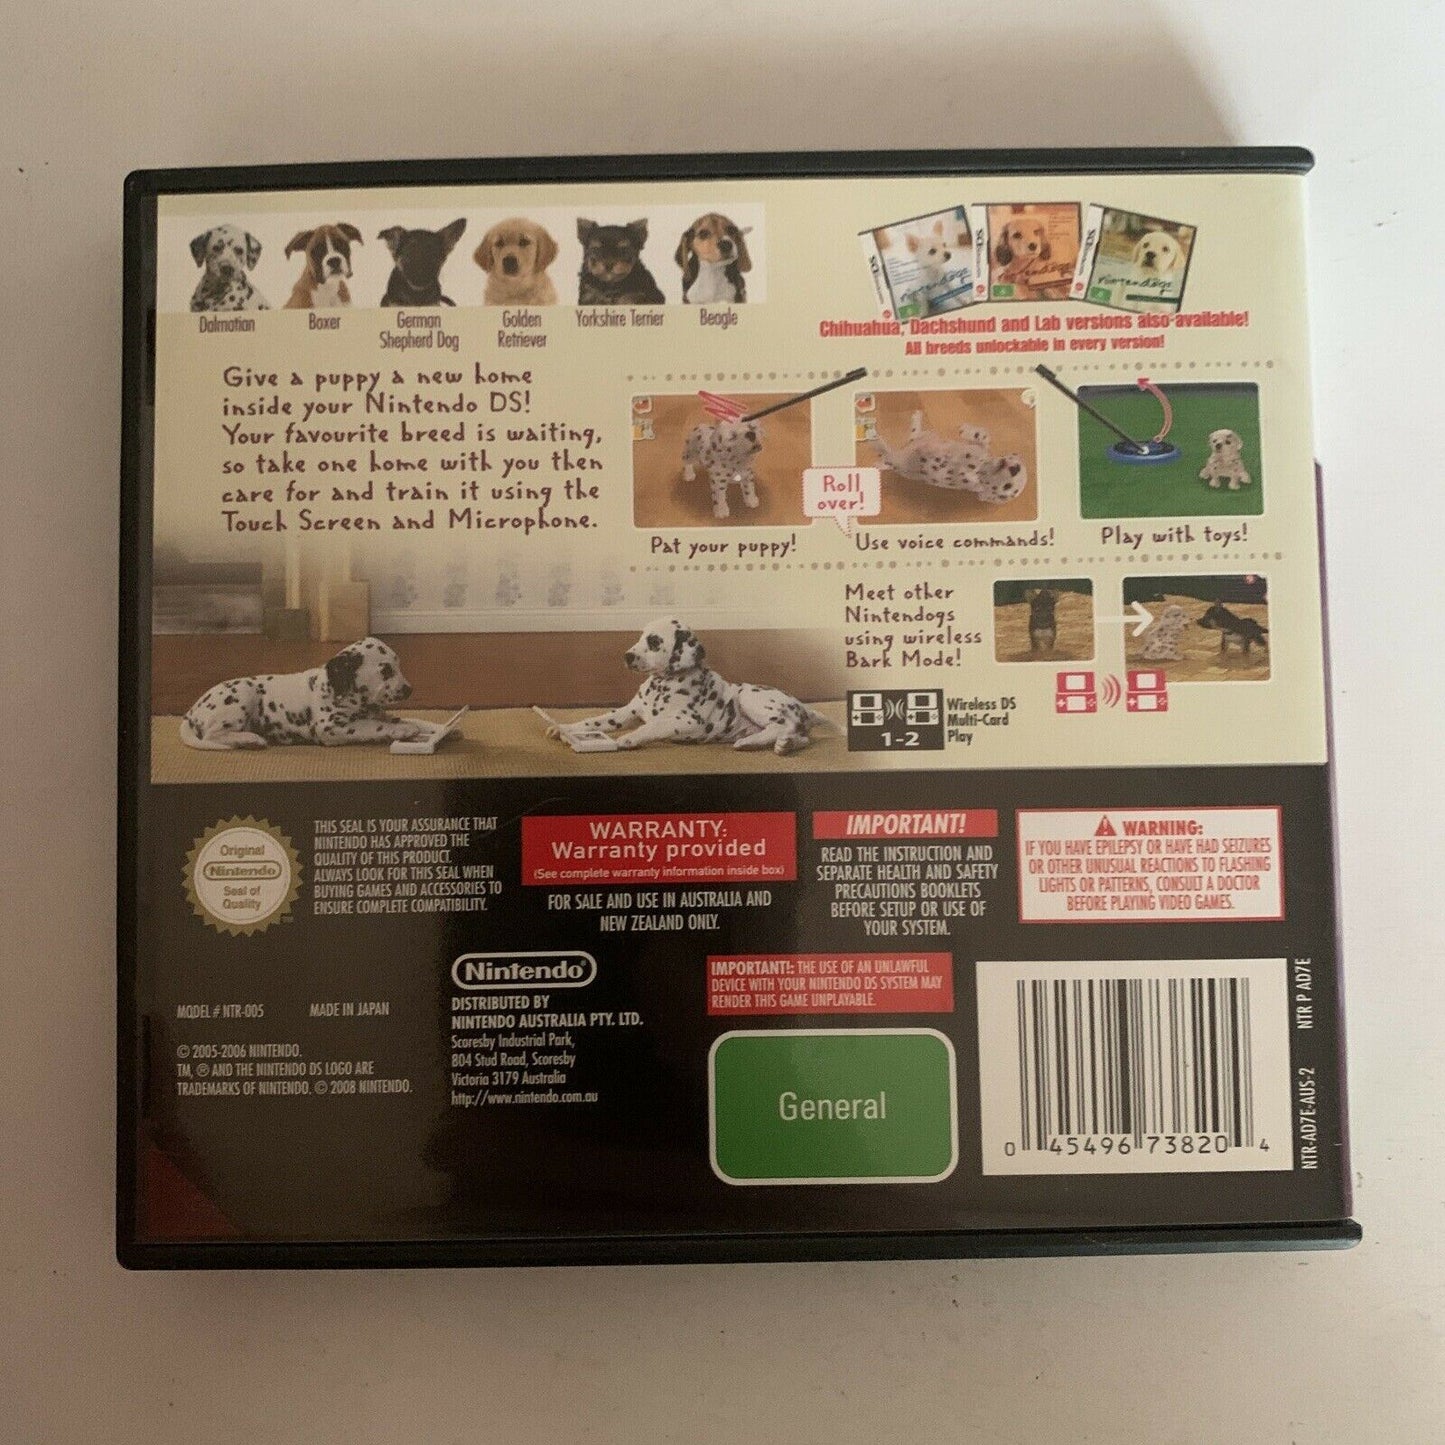 Dalmatian
Boxer
German
Shepherd Dog
Golden
Retriever
Yorkshire Terrier
Beagle
nintendogs
nintendogs
nintendogs
Chihuahua, Dachshund and Lab versions also available!
All breeds unlockable in every version!
Give a puppy a new home
inside your Nintendo DS!
Your favourite breed is waiting,
so take one home with you then
care for and train it using the
Touch Screen and Microphone.
Roll
over!
Pat your puppy!
Use voice commands!
Play with toys!
Meet other
Nintendogs
using wireless
Bark Mode!
1-2
Wireless DS
Multi-Card
Play
Original
Nintendo
Seal of
Quality
THIS SEAL IS YOUR ASSURANCE THAT
NINTENDO HAS APPROVED THE
QUALITY OF THIS PRODUCT.
ALWAYS LOOK FOR THIS SEAL WHEN
BUYING GAMES AND ACCESSORIES TO
ENSURE COMPLETE COMPATIBILITY.
WARRANTY:
Warranty provided
(See complete warranty information inside box)
FOR SALE AND USE IN AUSTRALIA AND
NEW ZEALAND ONLY.
IMPORTANT!
READ THE INSTRUCTION AND
SEPARATE HEALTH AND SAFETY
PRECAUTIONS BOOKLETS
BEFORE SETUP OR USE OF
YOUR SYSTEM.
WARNING:
IF YOU HAVE EPILEPSY OR HAVE HAD SEIZURES
OR OTHER UNUSUAL REACTIONS TO FLASHING
LIGHTS OR PATTERNS, CONSULT A DOCTOR
BEFORE PLAYING VIDEO GAMES.
MODEL # NTR-005
MADE IN JAPAN
© 2005-2006 NINTENDO.
TM, ® AND THE NINTENDO DS LOGO ARE
TRADEMARKS OF NINTENDO. © 2008 NINTENDO.
Nintendo®
DISTRIBUTED BY
NINTENDO AUSTRALIA PTY. LTD.
Scoresby Industrial Park,
804 Stud Road, Scoresby
Victoria 3179 Australia
http://www.nintendo.com.au
IMPORTANT!: THE USE OF AN UNLAWFUL
DEVICE WITH YOUR NINTENDO DS SYSTEM MAY
RENDER THIS GAME UNPLAYABLE.
General
0 45496 73820 4
NTR-AD7E-AUS-2
NTR P AD7E